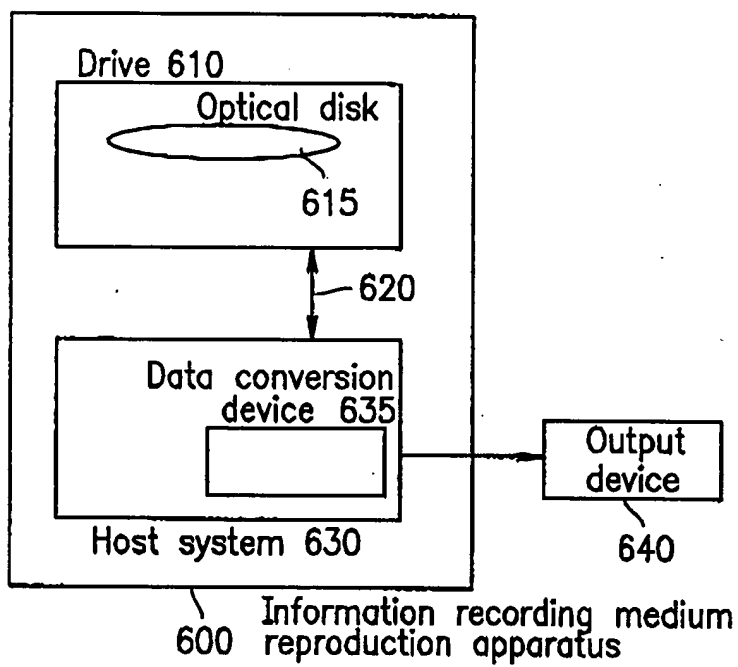 Drive 610
Optical disk
615
620
Data conversion
device 635
Host system 630
Output
device
640
600
Information recording medium
reproduction apparatus